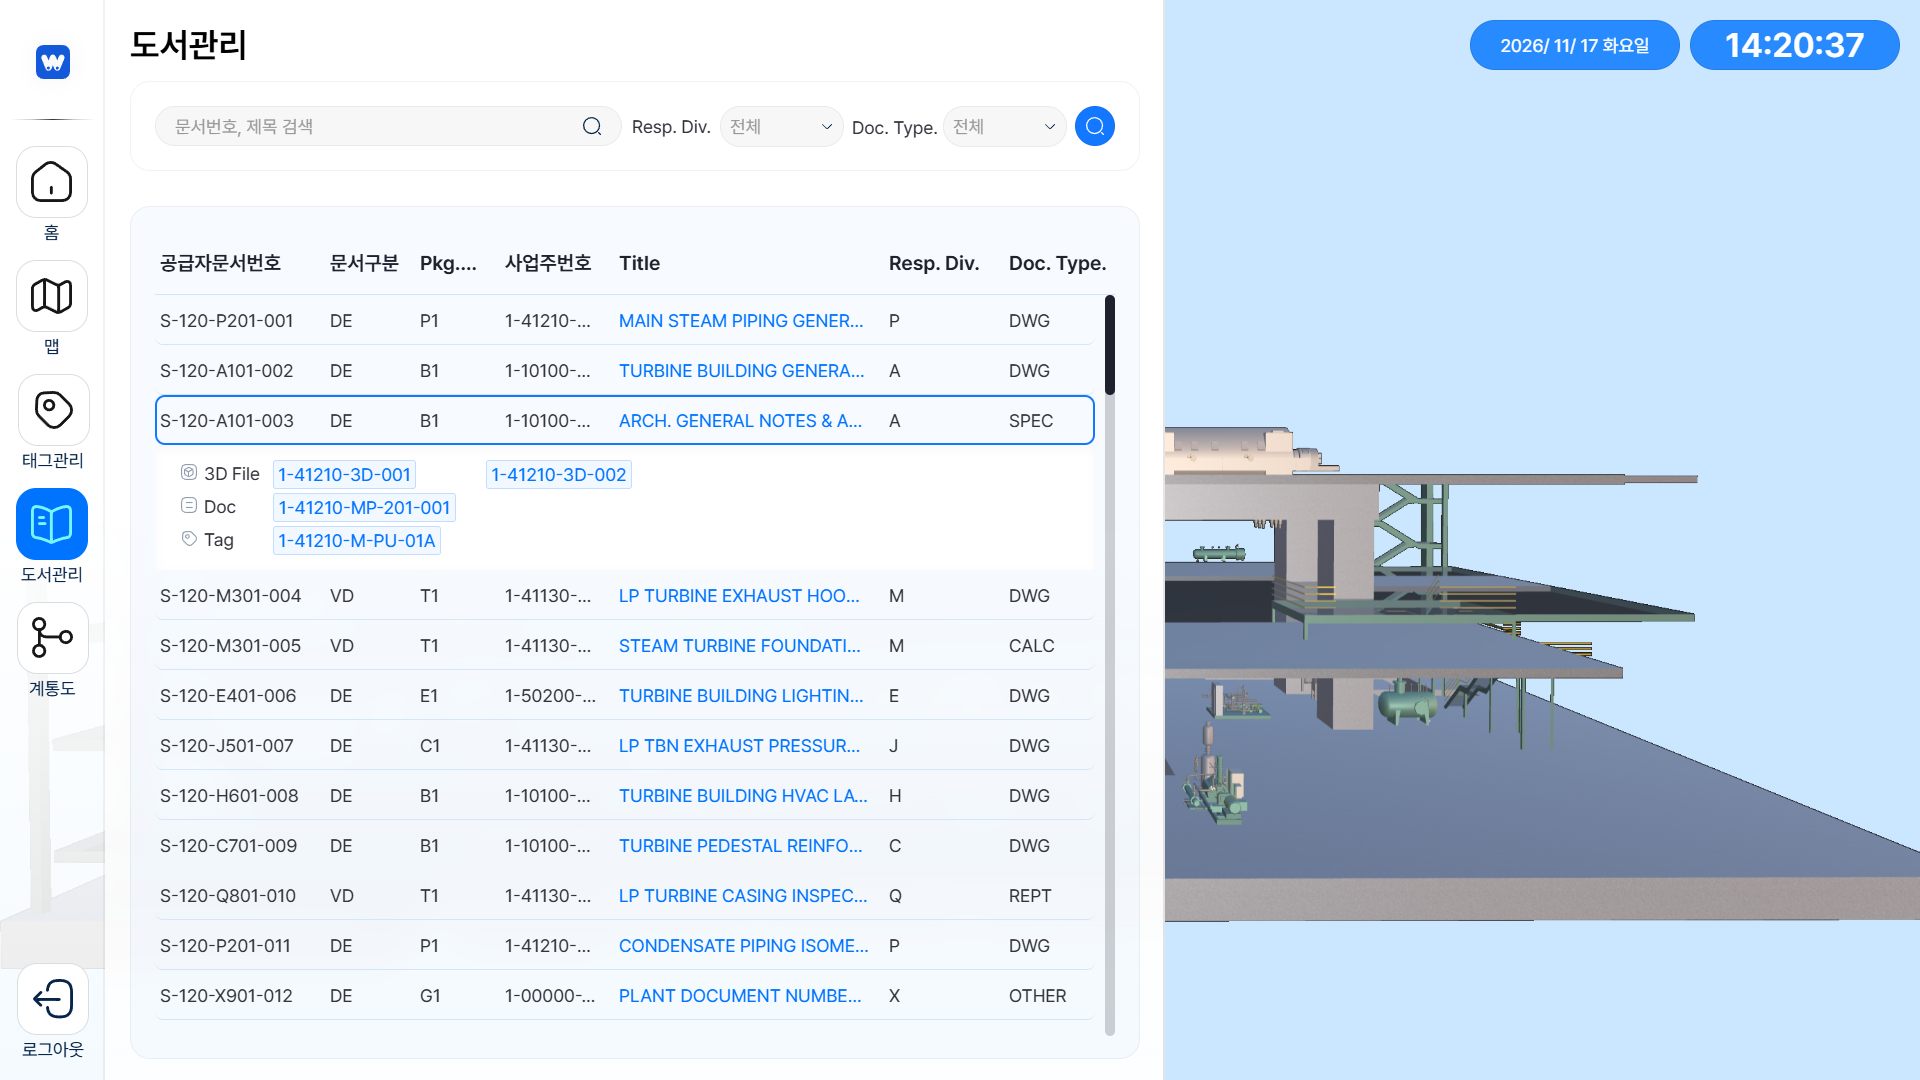 도서관리
2026/ 11/ 17 화요일
14:20:37
문서번호, 제목 검색
Resp. Div.
전체
Doc. Type.
전체
홈
맵
태그관리
도서관리
계통도
로그아웃
공급자문서번호 문서구분 Pkg.... 사업주번호 Title Resp. Div. Doc. Type.
S-120-P201-001 DE P1 1-41210-... MAIN STEAM PIPING GENER... P DWG
S-120-A101-002 DE B1 1-10100-... TURBINE BUILDING GENERA... A DWG
S-120-A101-003 DE B1 1-10100-... ARCH. GENERAL NOTES & A... A SPEC
3D File 1-41210-3D-001 1-41210-3D-002
Doc 1-41210-MP-201-001
Tag 1-41210-M-PU-01A
S-120-M301-004 VD T1 1-41130-... LP TURBINE EXHAUST HOO... M DWG
S-120-M301-005 VD T1 1-41130-... STEAM TURBINE FOUNDATI... M CALC
S-120-E401-006 DE E1 1-50200-... TURBINE BUILDING LIGHTIN... E DWG
S-120-J501-007 DE C1 1-41130-... LP TBN EXHAUST PRESSUR... J DWG
S-120-H601-008 DE B1 1-10100-... TURBINE BUILDING HVAC LA... H DWG
S-120-C701-009 DE B1 1-10100-... TURBINE PEDESTAL REINFO... C DWG
S-120-Q801-010 VD T1 1-41130-... LP TURBINE CASING INSPEC... Q REPT
S-120-P201-011 DE P1 1-41210-... CONDENSATE PIPING ISOME... P DWG
S-120-X901-012 DE G1 1-00000-... PLANT DOCUMENT NUMBE... X OTHER